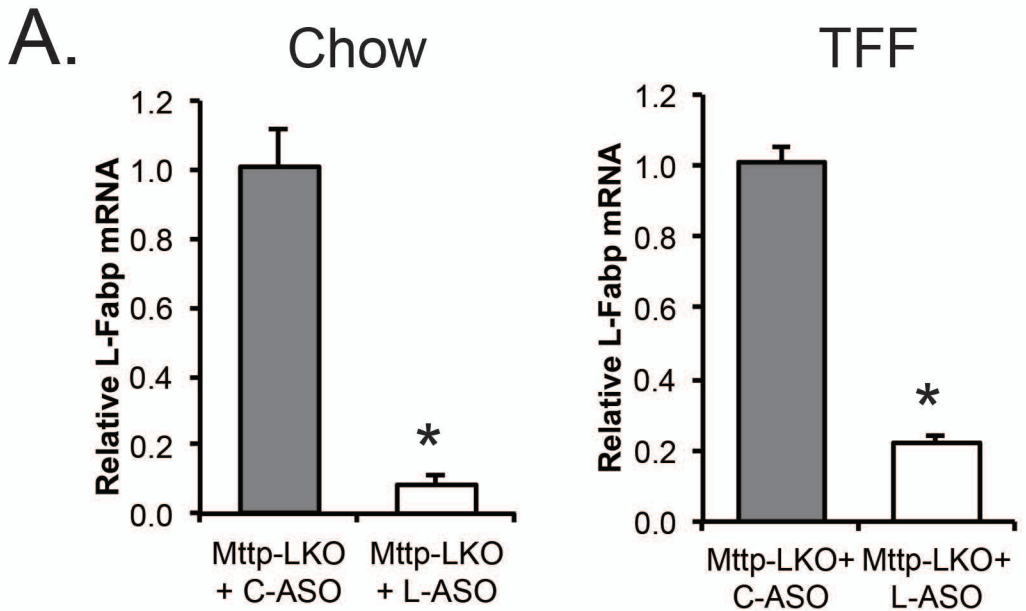 A.
Chow
Relative L-Fabp mRNA
1.2
1.0
0.8
0.6
0.4
0.2
0.0
*
Mttp-LKO Mttp-LKO
+ C-ASO + L-ASO
TFF
Relative L-Fabp mRNA
1.2
1.0
0.8
0.6
0.4
0.2
0.0
*
Mttp-LKO+ Mttp-LKO+
C-ASO L-ASO